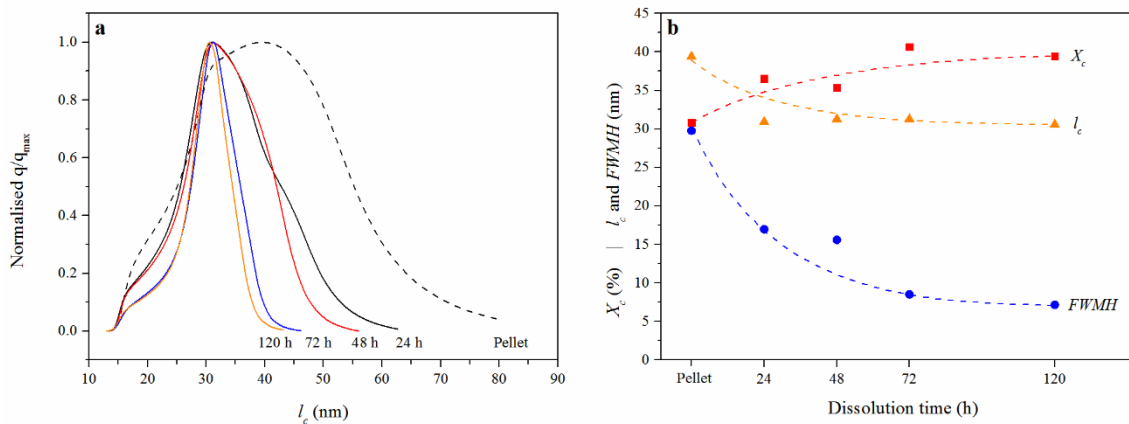 a
1.0
0.8
0.6
0.4
0.2
0.0
Normalised q/q_max
120 h 72 h 48 h 24 h Pellet
10 20 30 40 50 60 70 80 90
l_c (nm)
b
45
40
35
30
25
20
15
10
5
0
X_c (%) | l_c and FWMH (nm)
X_c
l_c
FWMH
Pellet 24 48 72 120
Dissolution time (h)